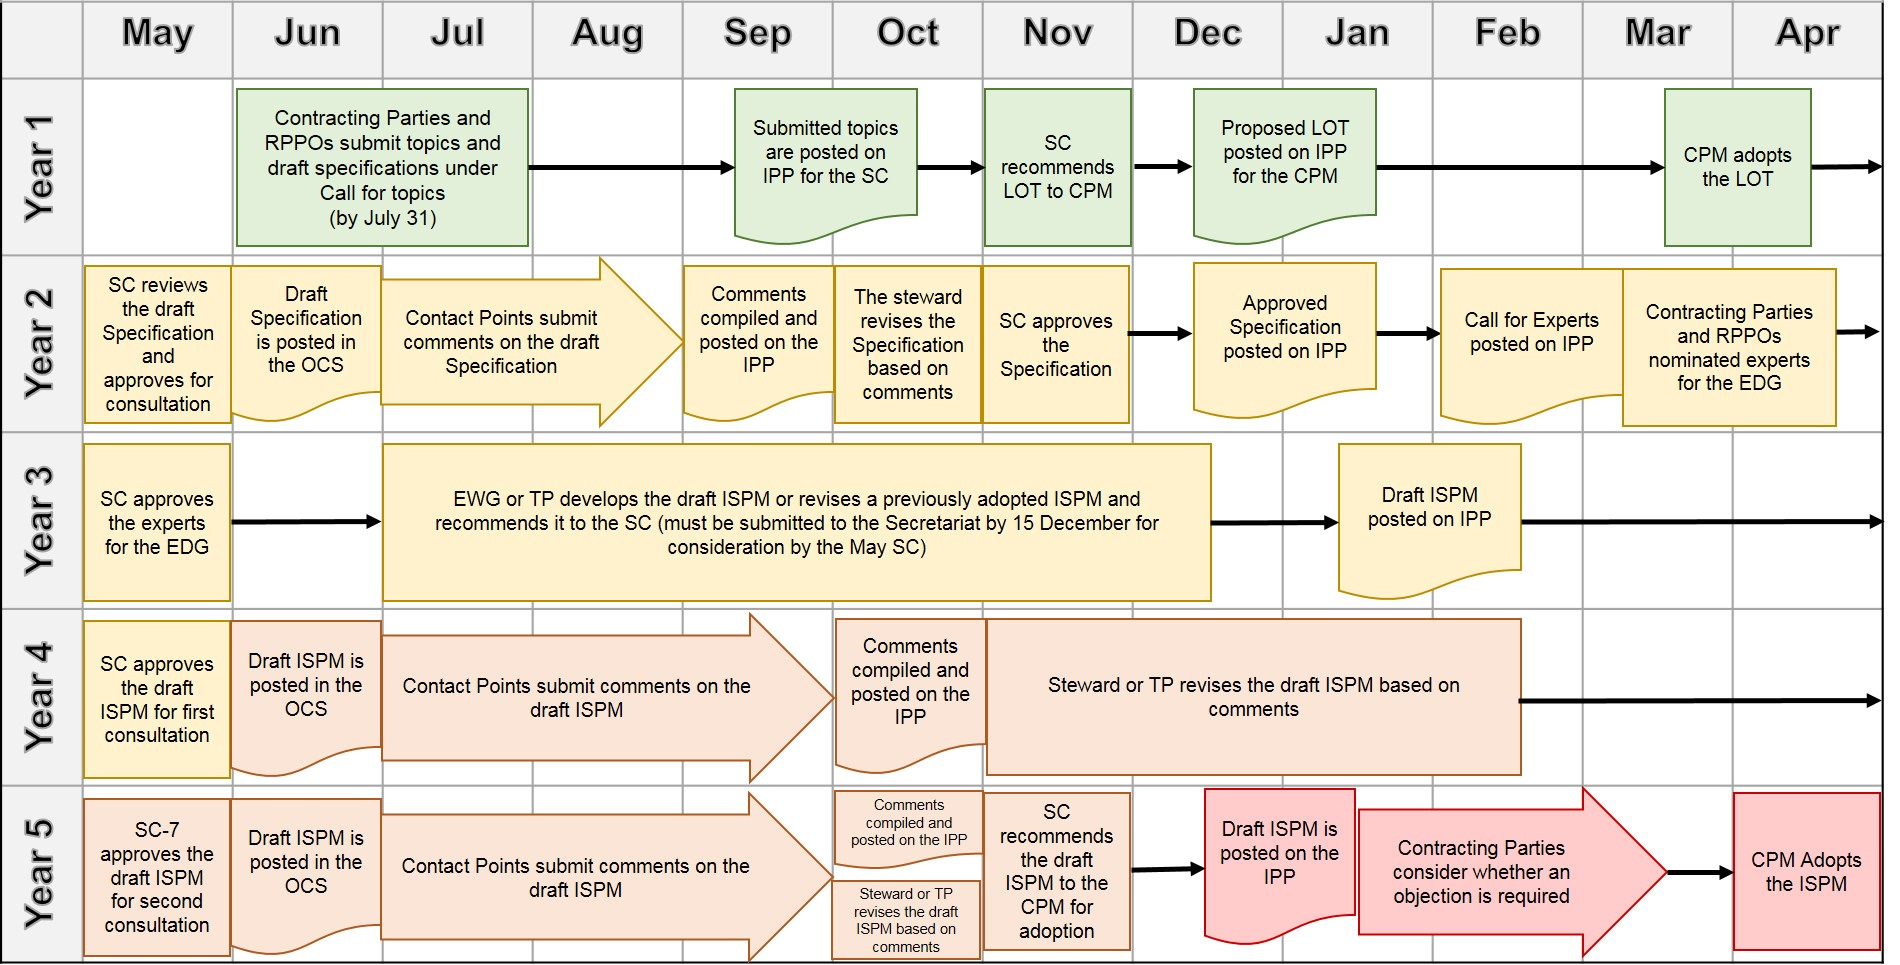 May Jun Jul Aug Sep Oct Nov Dec Jan Feb Mar Apr
Year 1
Contracting Parties and
RPPOs submit topics and
draft specifications under
Call for topics
(by July 31)
Submitted topics
are posted on
IPP for the SC
SC
recommends
LOT to CPM
Proposed LOT
posted on IPP
for the CPM
CPM adopts
the LOT
Year 2
SC reviews
the draft
Specification
and
approves for
consultation
Draft
Specification
is posted in
the OCS
Contact Points submit
comments on the draft
Specification
Comments
compiled and
posted on the
IPP
The steward
revises the
Specification
based on
comments
SC approves
the
Specification
Approved
Specification
posted on IPP
Call for Experts
posted on IPP
Contracting Parties
and RPPOs
nominated experts
for the EDG
Year 3
SC approves
the experts
for the EDG
EWG or TP develops the draft ISPM or revises a previously adopted ISPM and
recommends it to the SC (must be submitted to the Secretariat by 15 December for
consideration by the May SC)
Draft ISPM
posted on IPP
Year 4
SC approves
the draft
ISPM for first
consultation
Draft ISPM is
posted in the
OCS
Contact Points submit comments on the
draft ISPM
Comments
compiled and
posted on the
IPP
Steward or TP revises the draft ISPM based on
comments
Year 5
SC-7
approves the
draft ISPM
for second
consultation
Draft ISPM is
posted in the
OCS
Contact Points submit comments on the
draft ISPM
Comments
compiled and
posted on the IPP
Steward or TP
revises the draft
ISPM based on
comments
SC
recommends
the draft
ISPM to the
CPM for
adoption
Draft ISPM is
posted on the
IPP
Contracting Parties
consider whether an
objection is required
CPM Adopts
the ISPM